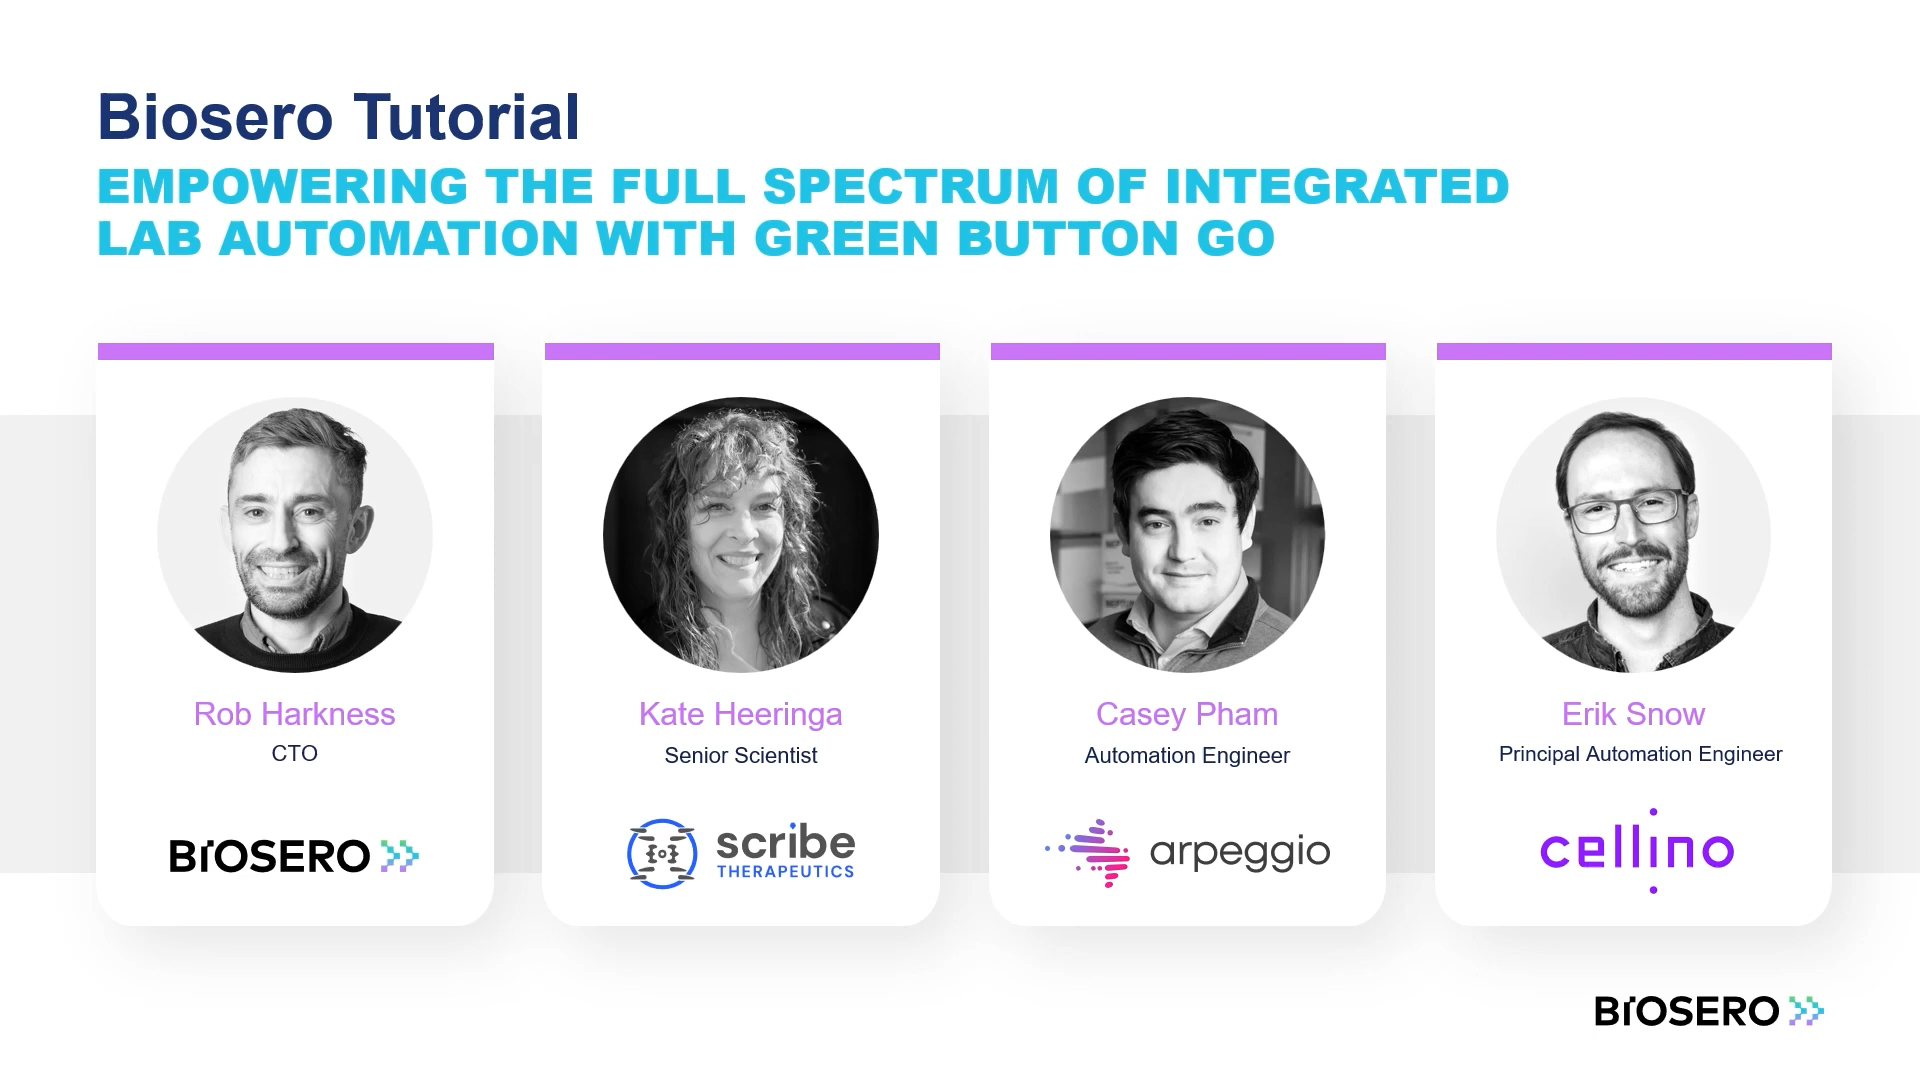 Biosero Tutorial
EMPOWERING THE FULL SPECTRUM OF INTEGRATED
LAB AUTOMATION WITH GREEN BUTTON GO
Rob Harkness
CTO
BIOSERO
Kate Heeringa
Senior Scientist
scribe
THERAPEUTICS
Casey Pham
Automation Engineer
arpeggio
Erik Snow
Principal Automation Engineer
cellino
BIOSERO